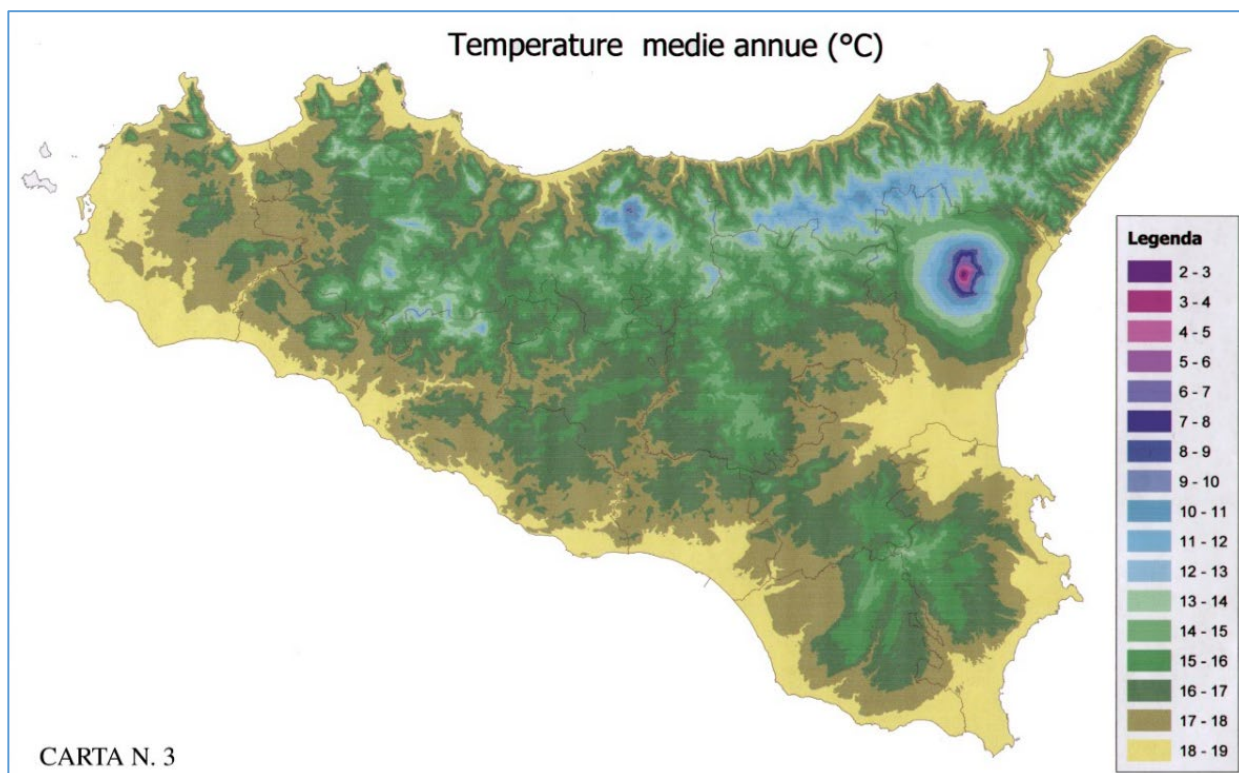 Temperature medie annue (°C)
Legenda
2 - 3
3 - 4
4 - 5
5 - 6
6 - 7
7 - 8
8 - 9
9 - 10
10 - 11
11 - 12
12 - 13
13 - 14
14 - 15
15 - 16
16 - 17
17 - 18
18 - 19
CARTA N. 3